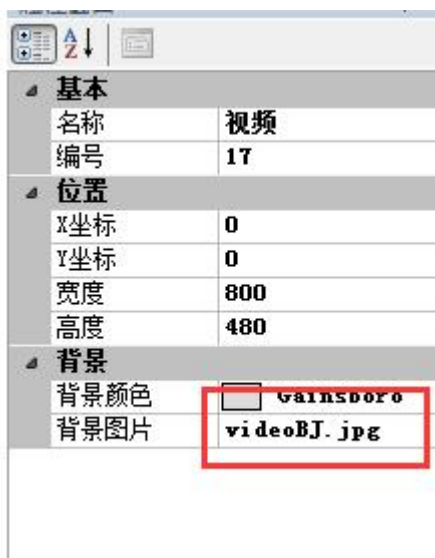 基本
名称 视频
编号 17
位置
X坐标 0
Y坐标 0
宽度 800
高度 480
背景
背景颜色 Gainsboro
背景图片 videoBJ.jpg